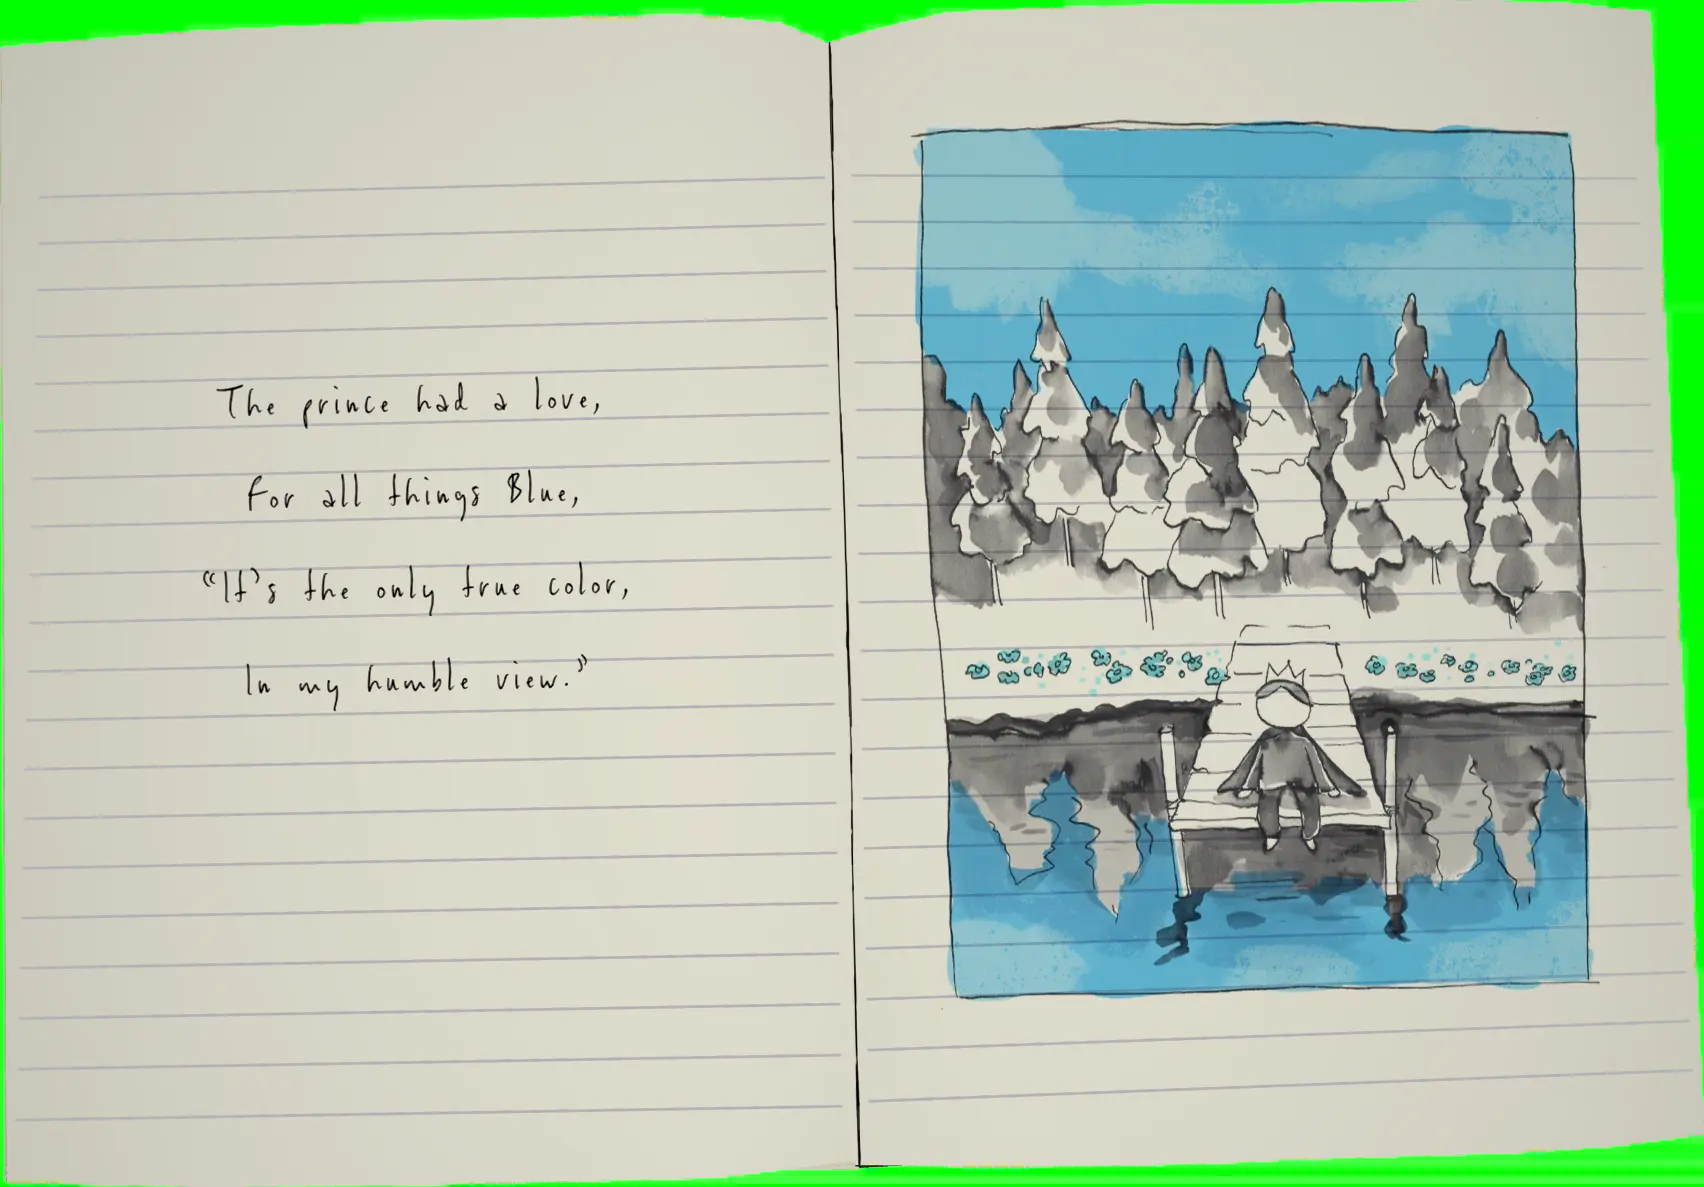 The prince had a love,
For all things Blue,
“It’s the only true color,
In my humble view.”